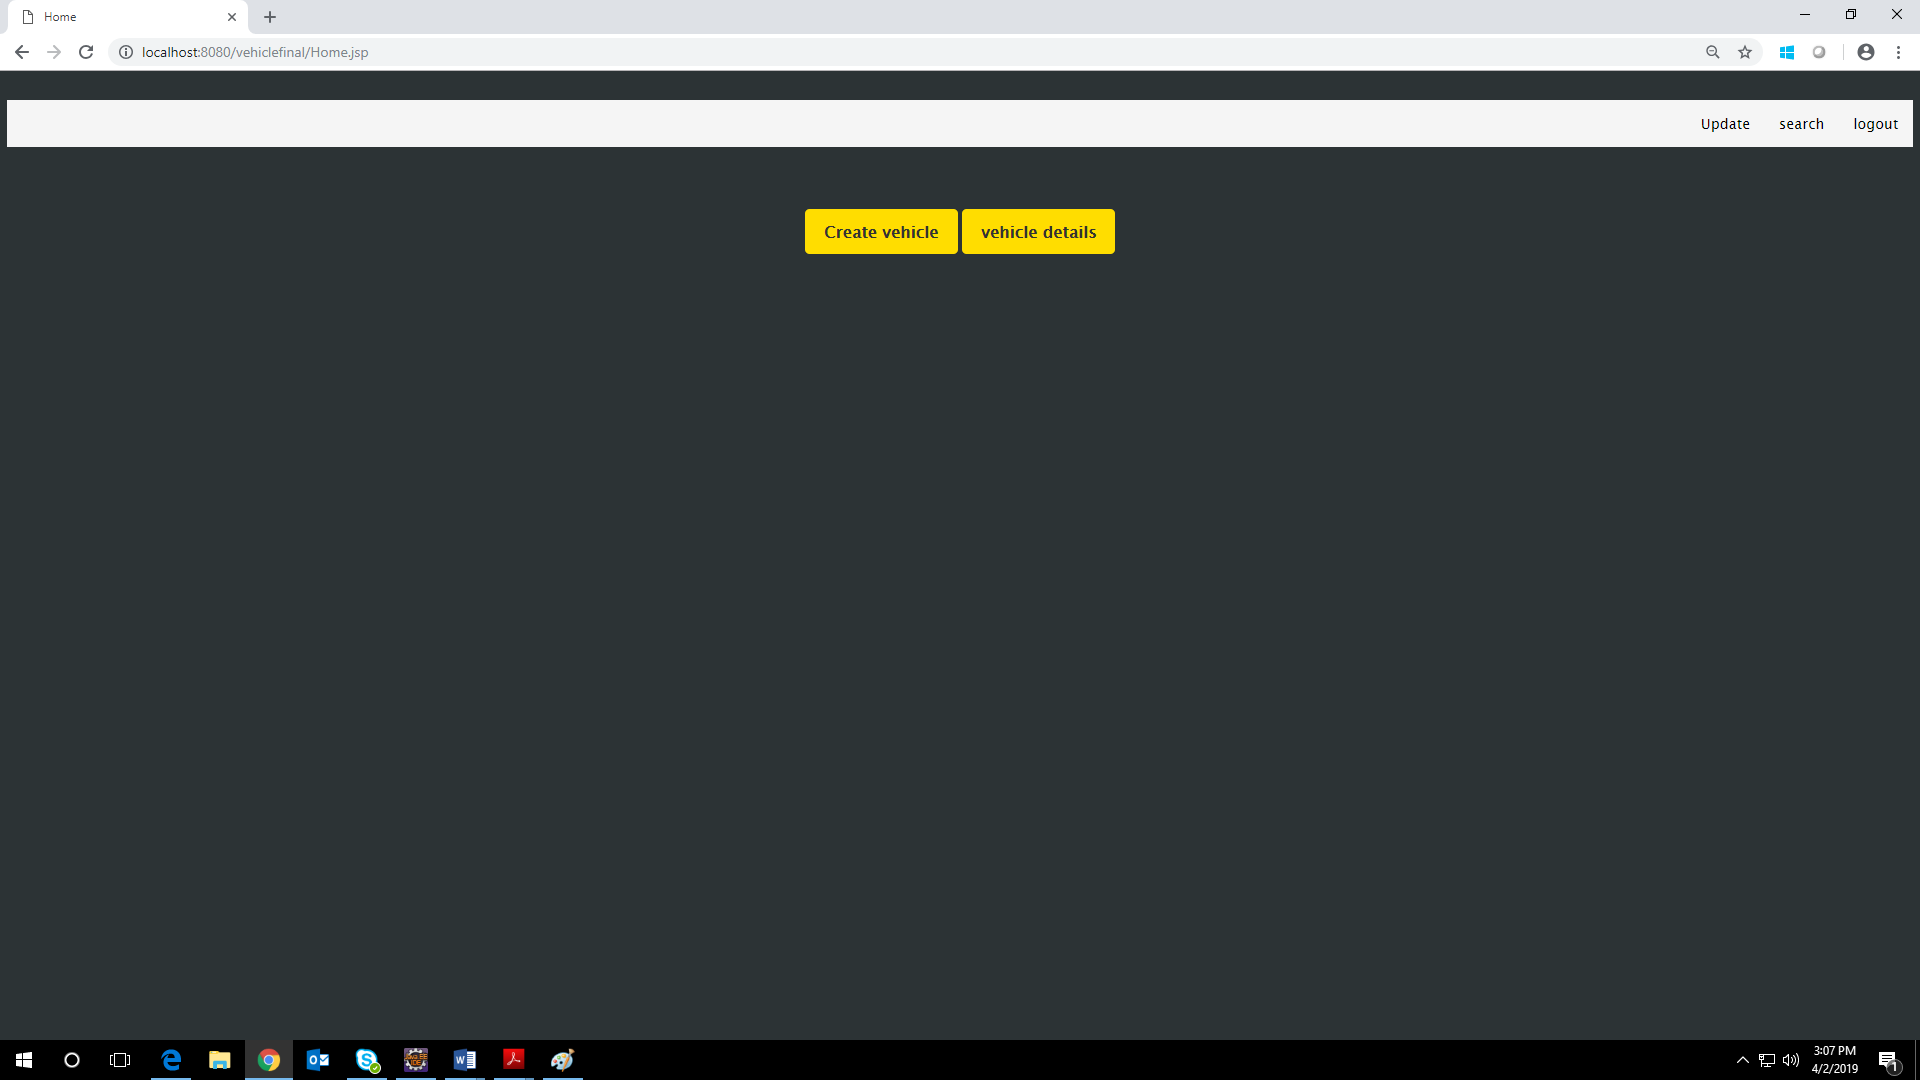 Home
localhost:8080/vehiclefinal/Home.jsp
Update search logout
Create vehicle vehicle details
3:07 PM
4/2/2019
1